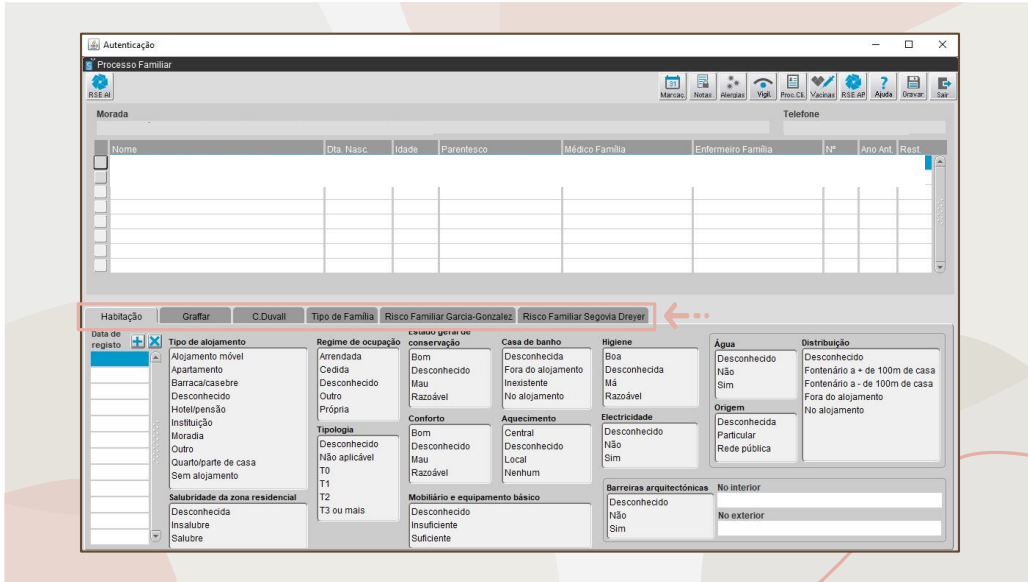 Autenticação
Processo Familiar
RSE AI
31
Marcaç. Notas Alergias Vigil. Proc.Cli. Vacinas RSE AP Ajuda Gravar Sair
Morada Telefone
Nome Dta. Nasc. Idade Parentesco Médico Família Enfermeiro Família Nº Ano Ant. Rest.
Habitação Graffar C.Duvall Tipo de Família Risco Familiar Garcia-Gonzalez Risco Familiar Segovia Dreyer
Data de registo
Tipo de alojamento
Alojamento móvel
Apartamento
Barraca/casebre
Desconhecido
Hotel/pensão
Instituição
Moradia
Outro
Quarto/parte de casa
Sem alojamento
Salubridade da zona residencial
Desconhecida
Insalubre
Salubre
Regime de ocupação
Arrendada
Cedida
Desconhecido
Outro
Própria
Tipologia
Desconhecido
Não aplicável
T0
T1
T2
T3 ou mais
Estado geral de
conservação
Bom
Desconhecido
Mau
Razoável
Conforto
Bom
Desconhecido
Mau
Razoável
Mobiliário e equipamento básico
Desconhecido
Insuficiente
Suficiente
Casa de banho
Desconhecida
Fora do alojamento
Inexistente
No alojamento
Aquecimento
Central
Desconhecido
Local
Nenhum
Higiene
Boa
Desconhecida
Má
Razoável
Electricidade
Desconhecido
Não
Sim
Barreiras arquitectónicas
Desconhecido
Não
Sim
No interior
No exterior
Água
Desconhecido
Não
Sim
Origem
Desconhecida
Particular
Rede pública
Distribuição
Desconhecido
Fontenário a + de 100m de casa
Fontenário a - de 100m de casa
Fora do alojamento
No alojamento